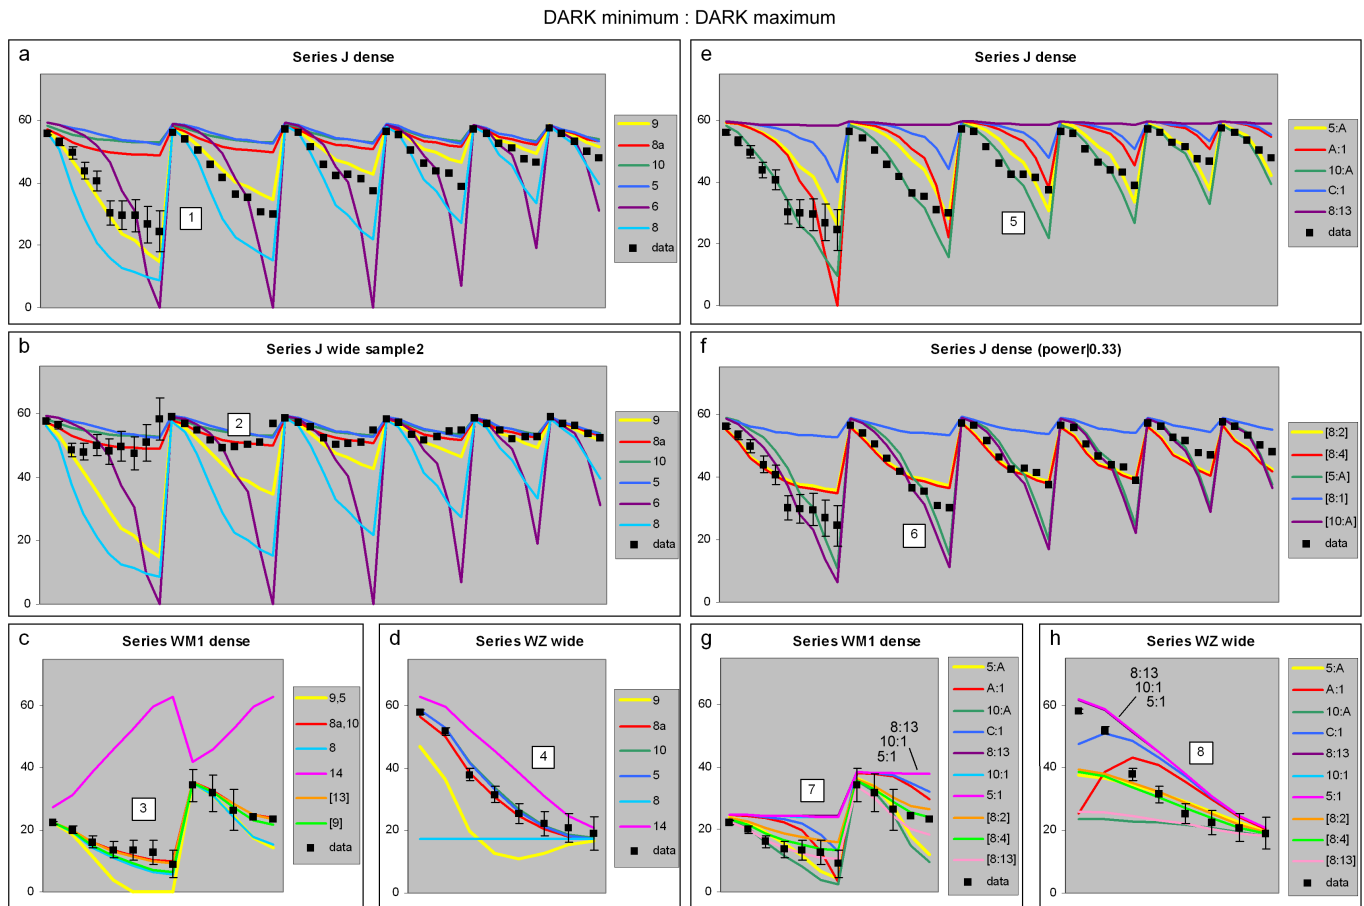 DARK minimum : DARK maximum
a
Series J dense
60
40
20
0
1
9
8a
10
5
6
8
data
e
Series J dense
60
40
20
0
5
5:A
A:1
10:A
C:1
8:13
data
b
Series J wide sample2
60
40
20
0
2
9
8a
10
5
6
8
data
f
Series J dense (power|0.33)
60
40
20
0
6
[8:2]
[8:4]
[5:A]
[8:1]
[10:A]
data
c
Series WM1 dense
60
40
20
0
3
9,5
8a,10
8
14
[13]
[9]
data
d
Series WZ wide
60
40
20
0
4
9
8a
10
5
8
14
data
g
Series WM1 dense
60
40
20
0
8:13
10:1
5:1
7
5:A
A:1
10:A
C:1
8:13
10:1
5:1
[8:2]
[8:4]
[8:13]
data
h
Series WZ wide
60
40
20
0
8:13
10:1
5:1
8
5:A
A:1
10:A
C:1
8:13
10:1
5:1
[8:2]
[8:4]
[8:13]
data